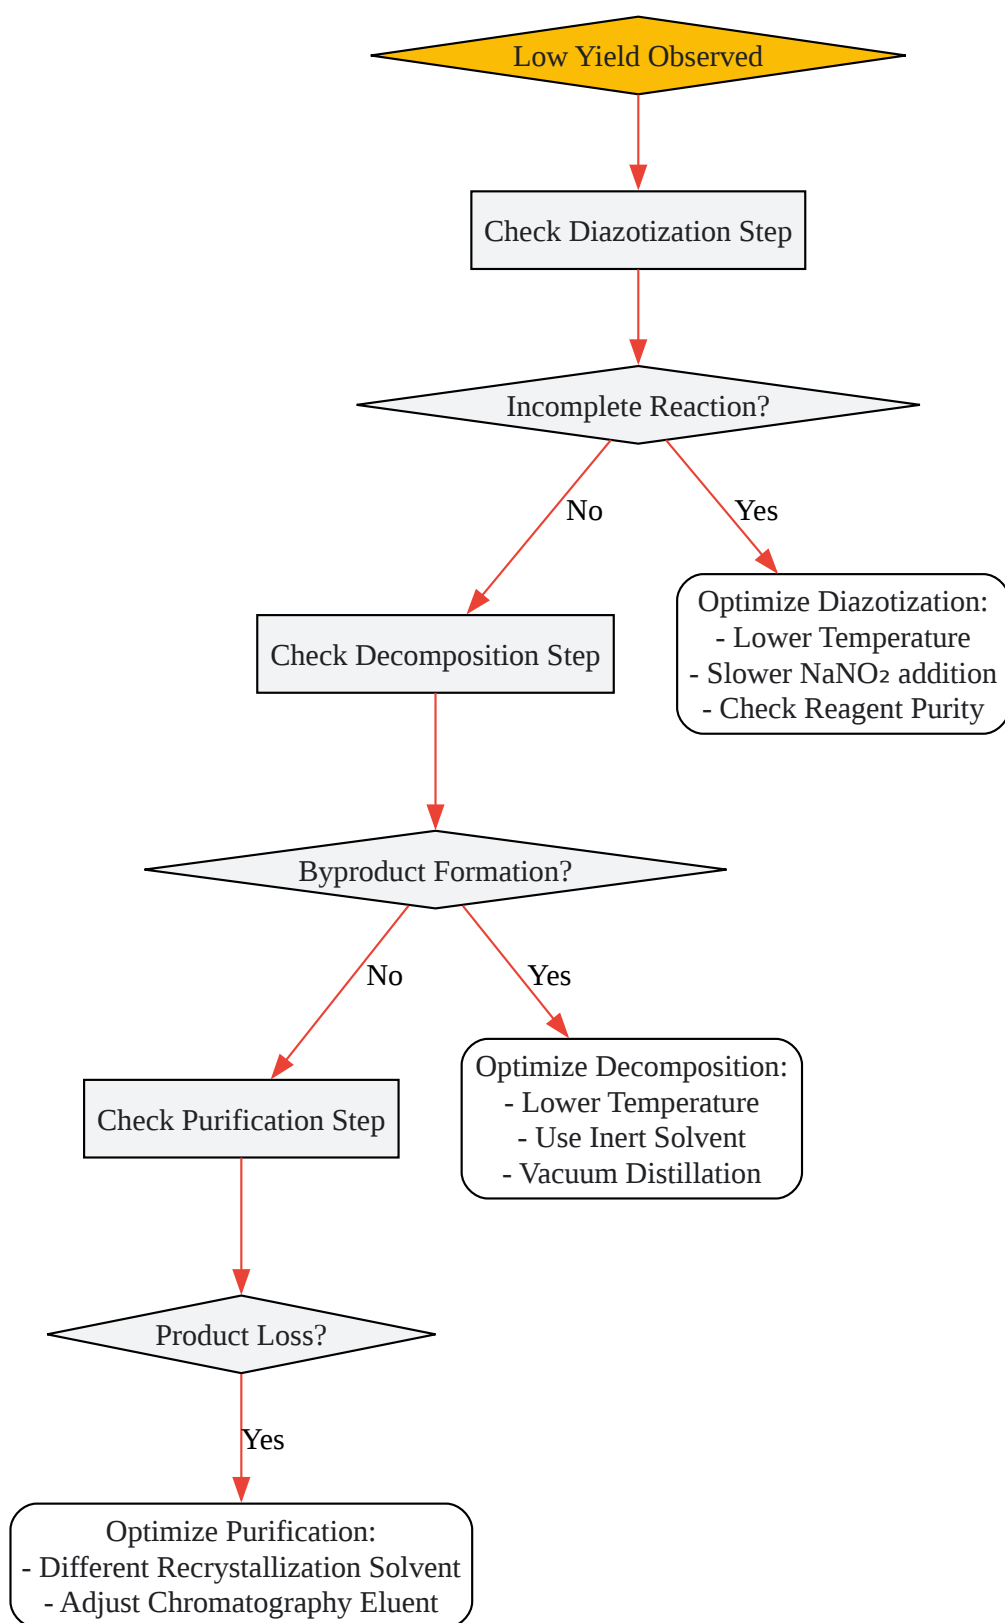 Low Yield Observed
Check Diazotization Step
Incomplete Reaction?
No
Yes
Optimize Diazotization:
- Lower Temperature
- Slower NaNO₂ addition
- Check Reagent Purity
Check Decomposition Step
Byproduct Formation?
No
Yes
Optimize Decomposition:
- Lower Temperature
- Use Inert Solvent
- Vacuum Distillation
Check Purification Step
Product Loss?
Yes
Optimize Purification:
- Different Recrystallization Solvent
- Adjust Chromatography Eluent